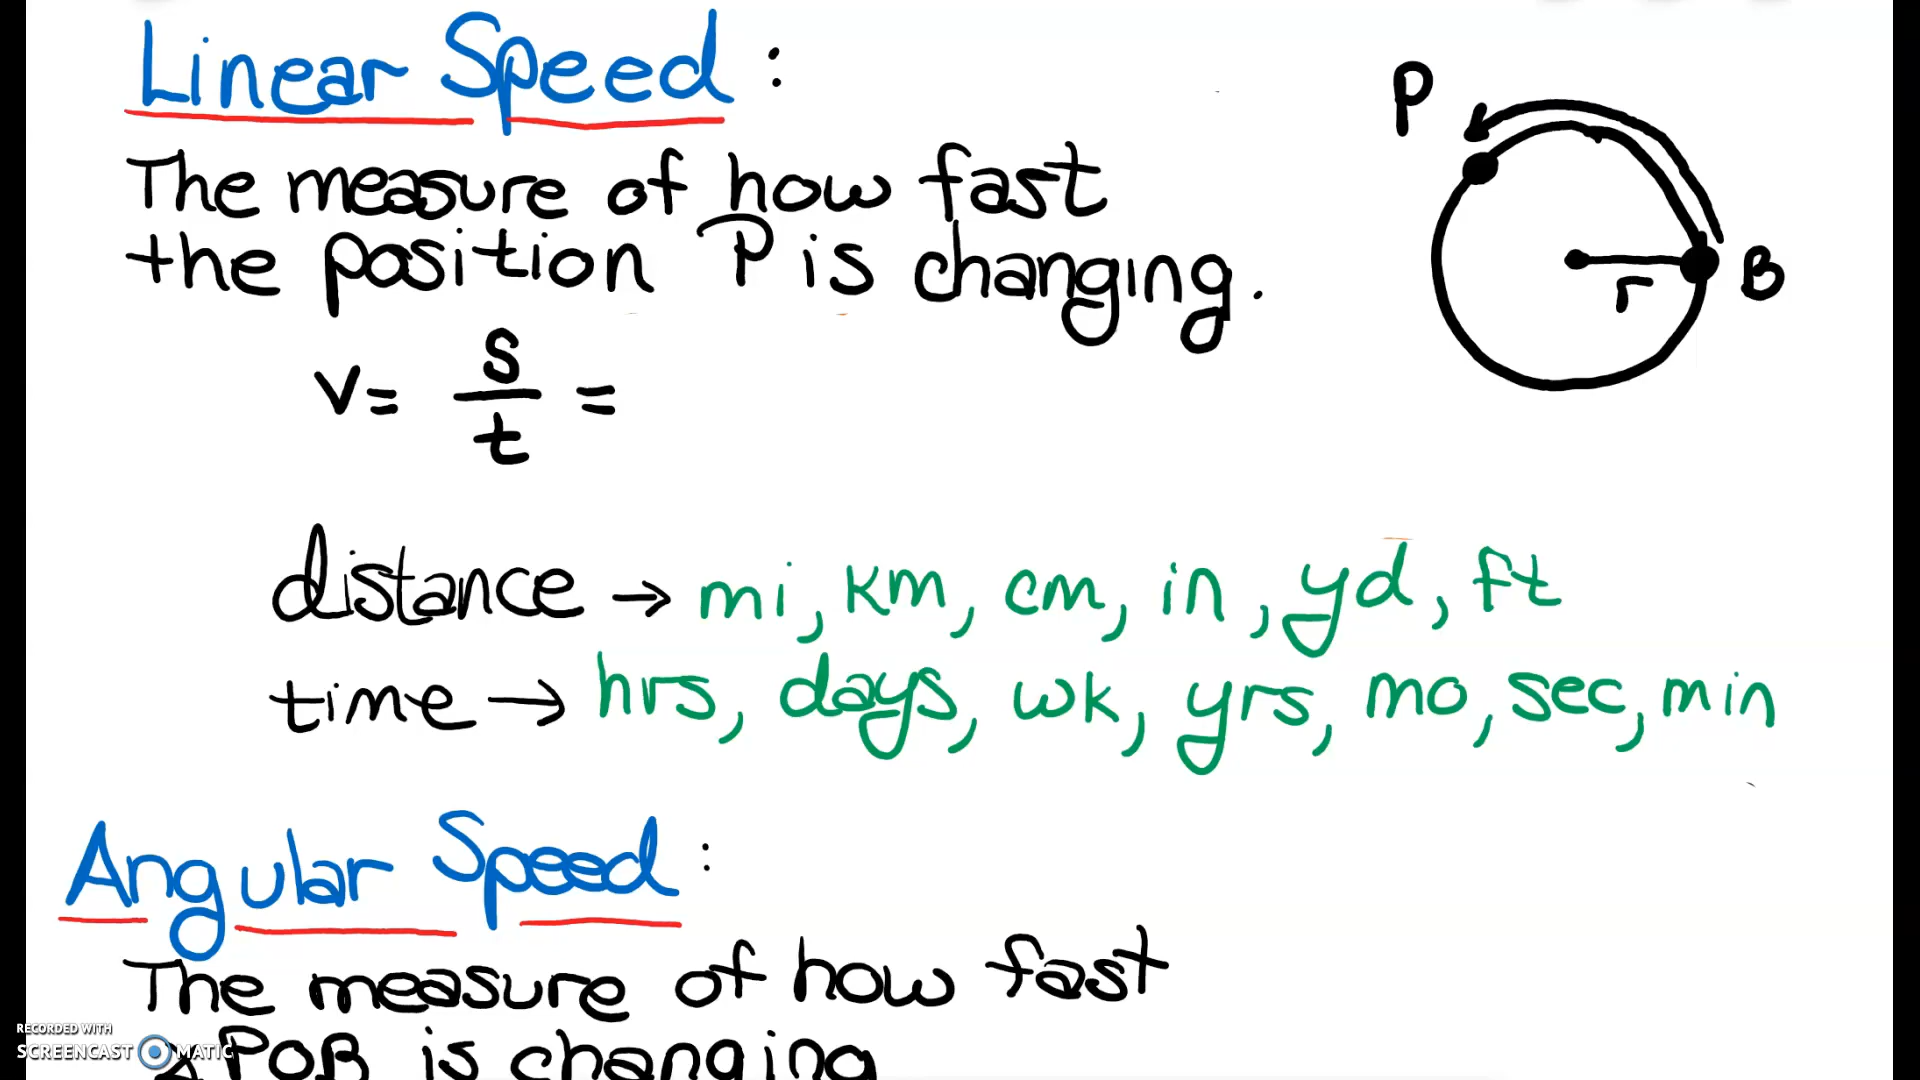 Linear Speed :
The measure of how fast
the position P is changing.
v = s/t =
distance → mi, km, cm, in, yd, ft
time → hrs, days, wk, yrs, mo, sec, min
P
B
r
Angular Speed :
The measure of how fast
∠POB is changing
RECORDED WITH
SCREENCAST MATIC